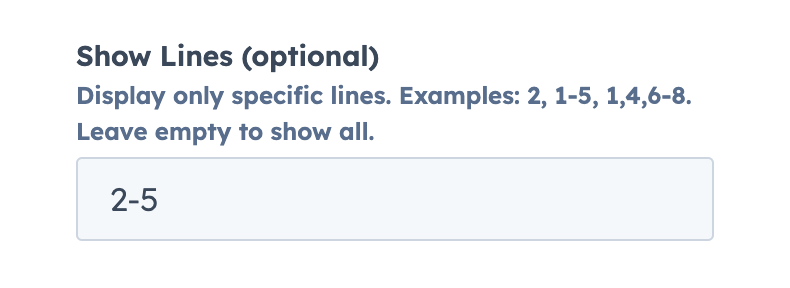 Show Lines (optional)
Display only specific lines. Examples: 2, 1-5, 1,4,6-8.
Leave empty to show all.
2-5